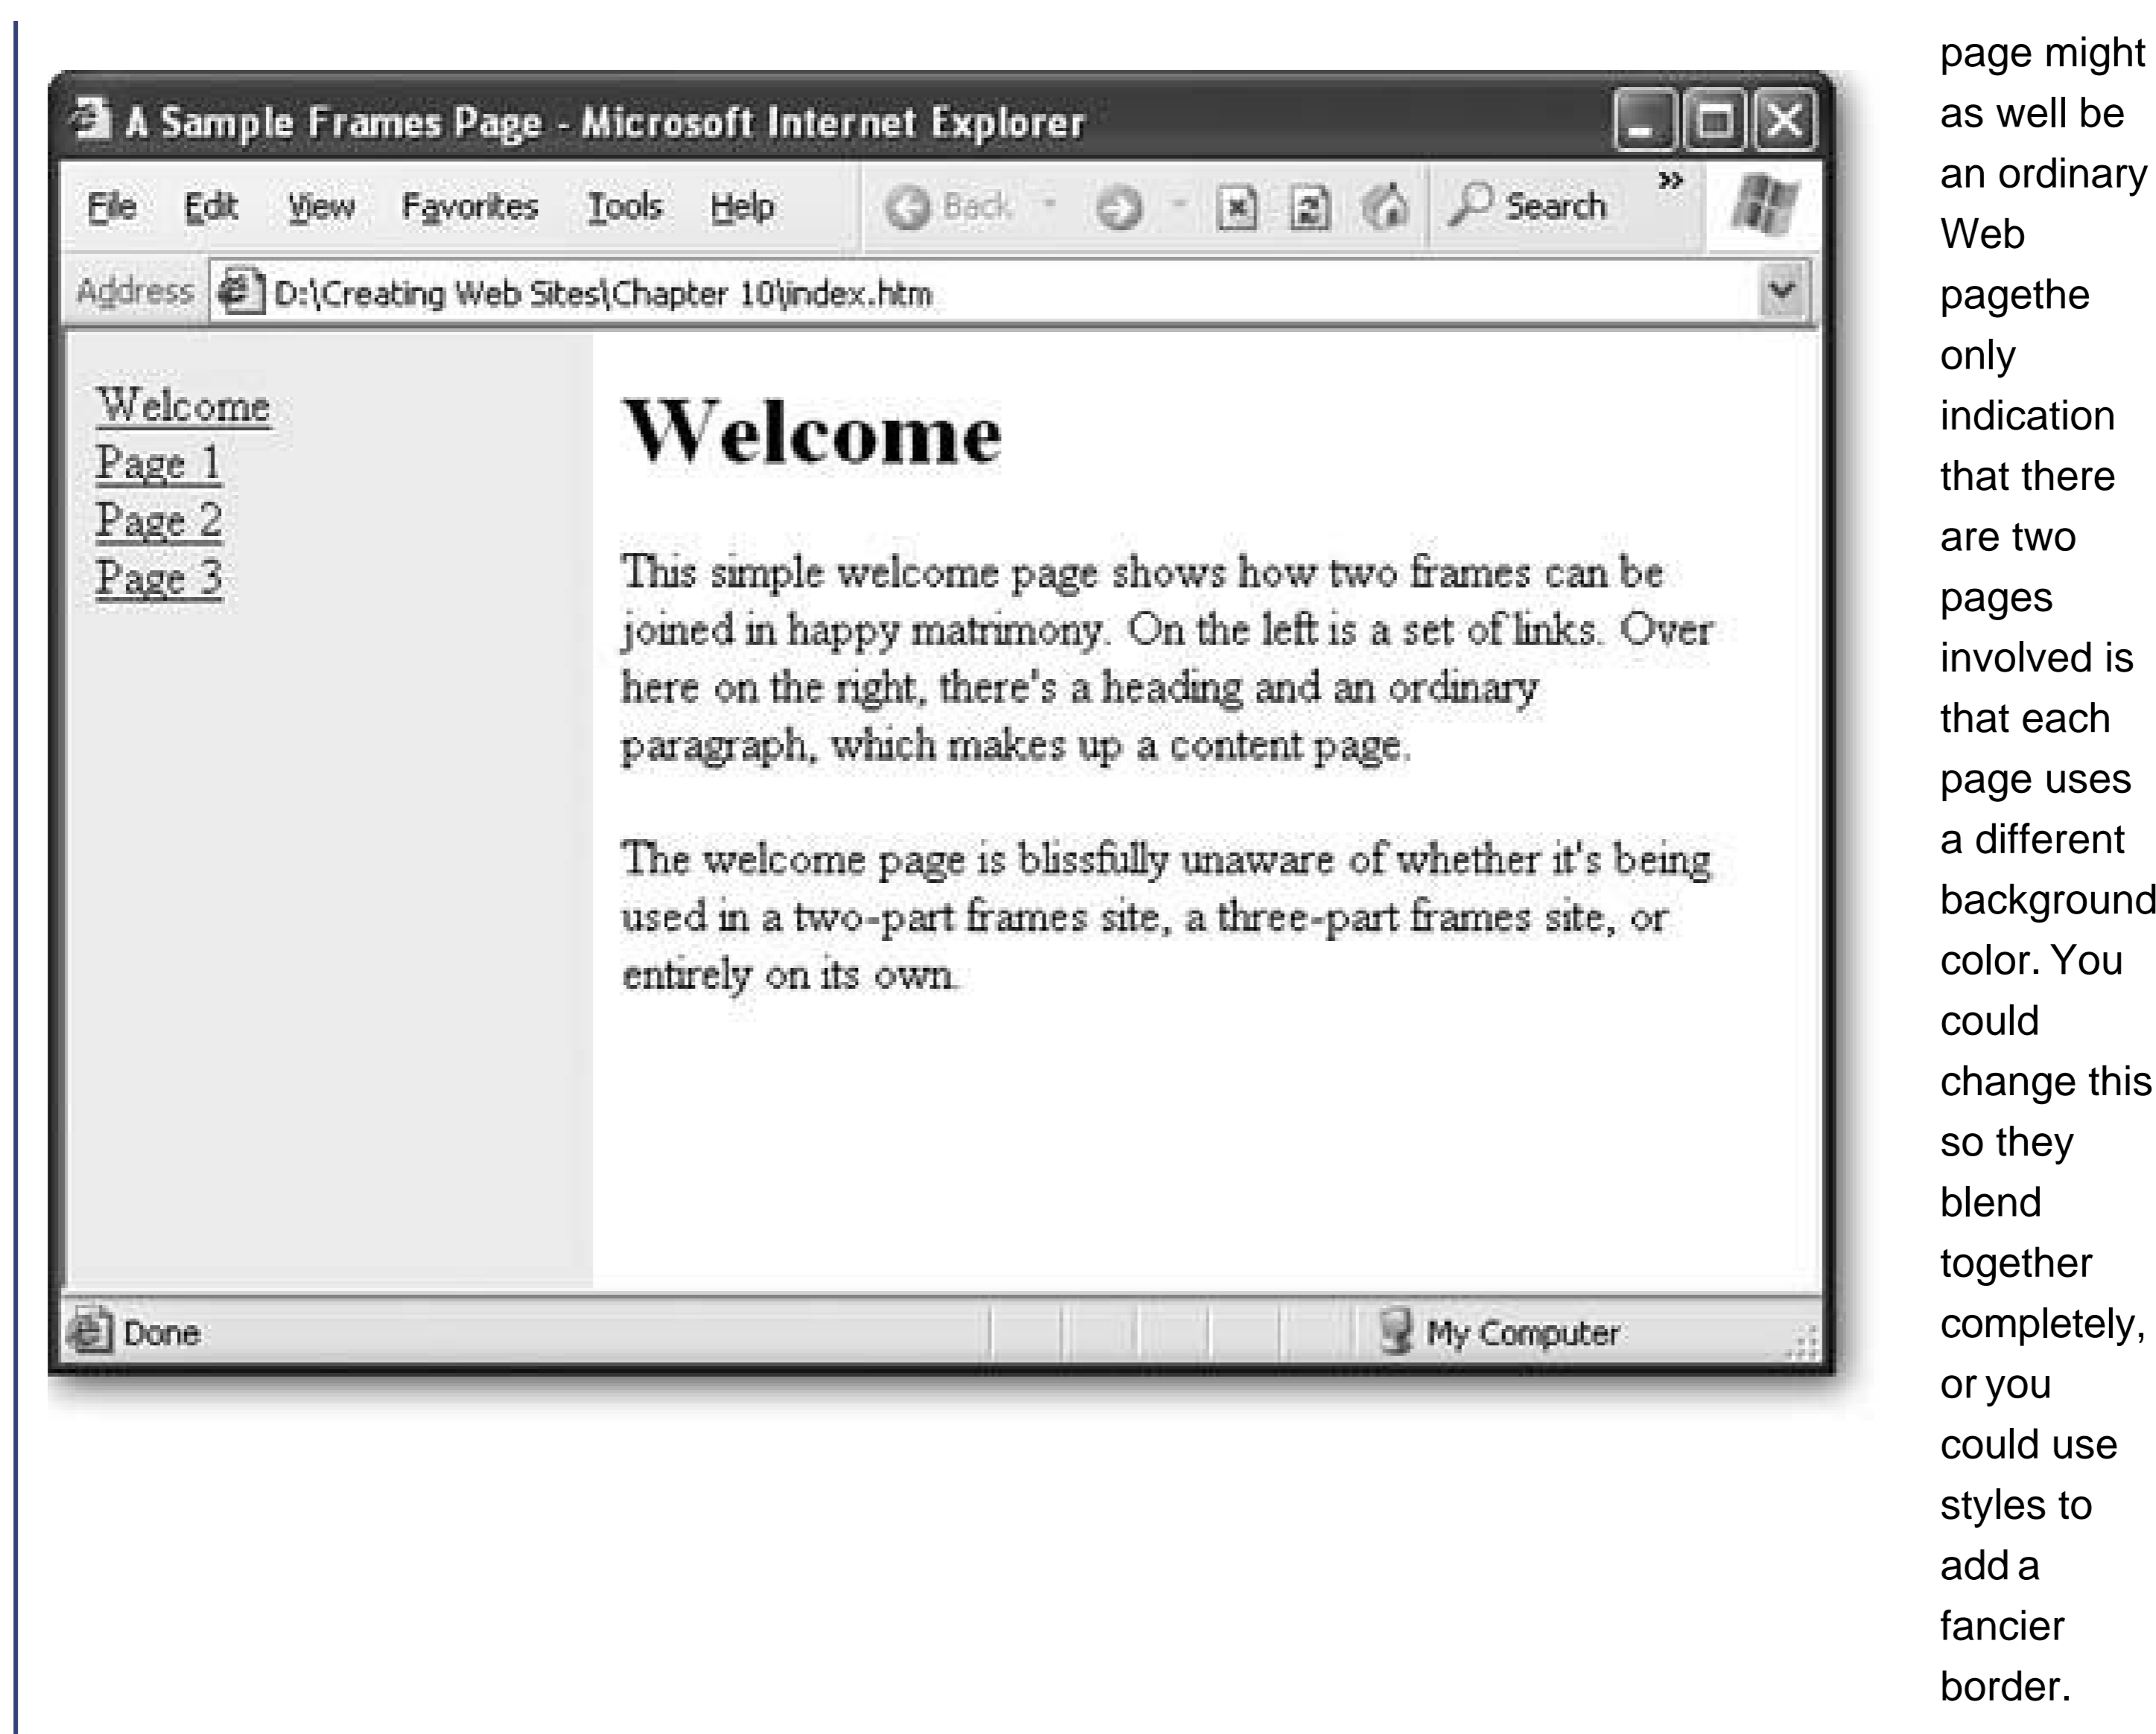 A Sample Frames Page - Microsoft Internet Explorer
File Edit View Favorites Tools Help Back Search »
Address D:\Creating Web Sites\Chapter 10\index.htm
Welcome
Page 1
Page 2
Page 3
Welcome
This simple welcome page shows how two frames can be
joined in happy matrimony. On the left is a set of links. Over
here on the right, there's a heading and an ordinary
paragraph, which makes up a content page.
The welcome page is blissfully unaware of whether it's being
used in a two-part frames site, a three-part frames site, or
entirely on its own.
Done My Computer
page might
as well be
an ordinary
Web
pagethe
only
indication
that there
are two
pages
involved is
that each
page uses
a different
background
color. You
could
change this
so they
blend
together
completely,
or you
could use
styles to
add a
fancier
border.